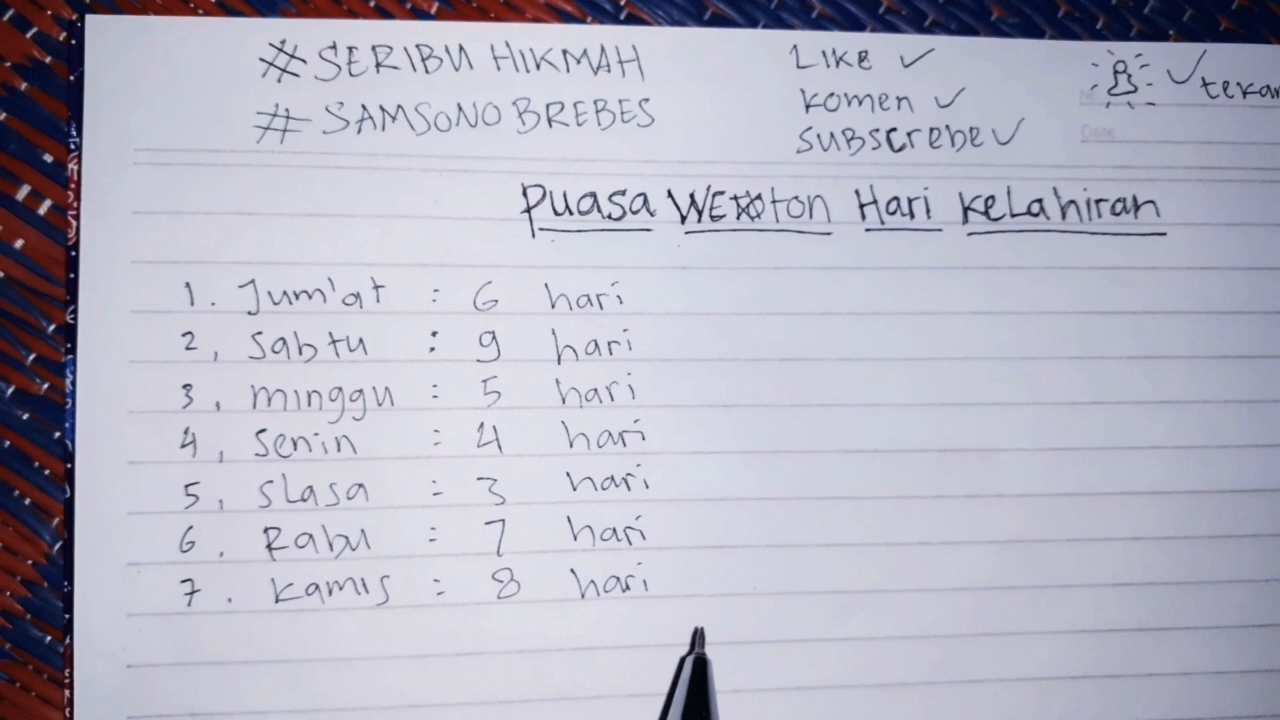 #SERIBU HIKMAH
#SAMSONO BREBES
Like ✓
Komen ✓
Subscrebe ✓
✓ tekan
Puasa Weton Hari Kelahiran
1. Jum'at : 6 hari
2, Sabtu : 9 hari
3, minggu : 5 hari
4, Senin : 4 hari
5, SLasa : 3 hari
6. Rabu : 7 hari
7. Kamis : 8 hari